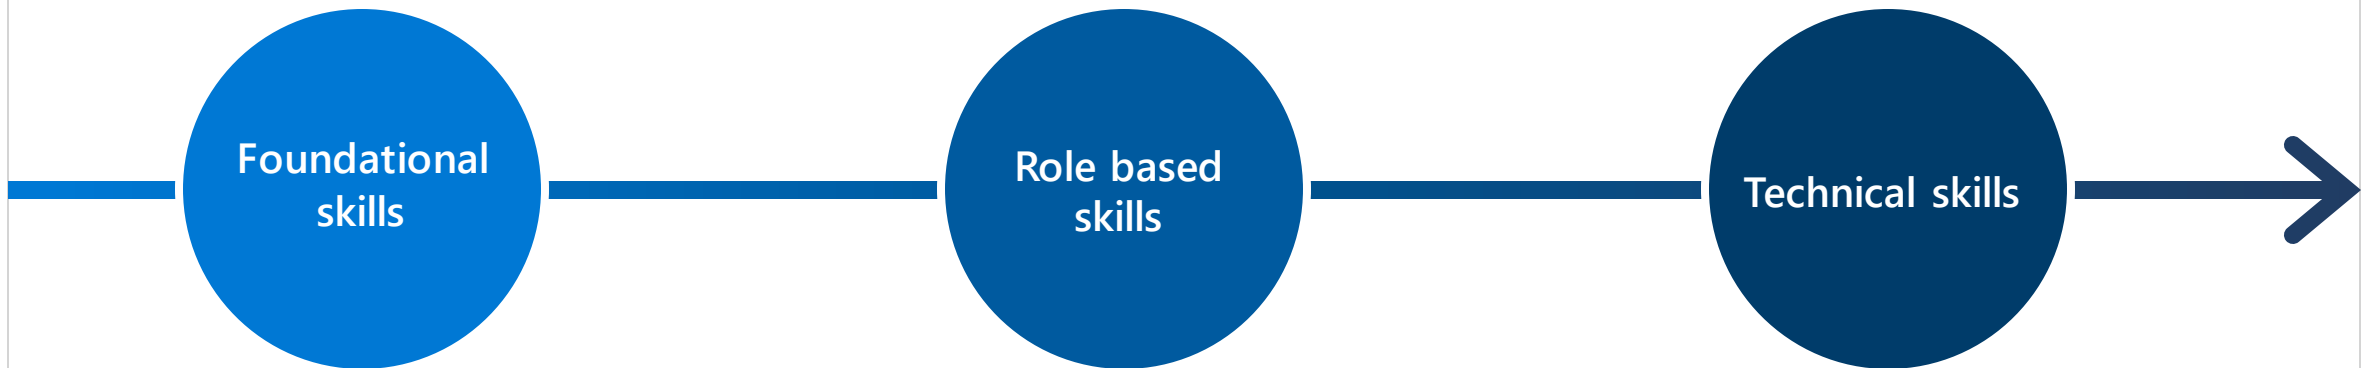 Foundational
skills
Role based
skills
Technical skills